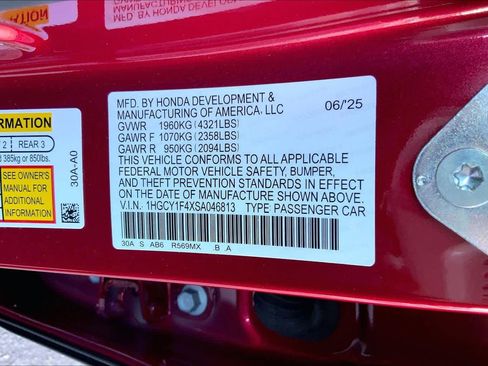 MFD. BY HONDA DEVELOPMENT &
MANUFACTURING OF AMERICA, LLC 06/'25
GVWR 1960KG (4321LBS)
GAWR F 1070KG (2358LBS)
GAWR R 950KG (2094LBS)
THIS VEHICLE CONFORMS TO ALL APPLICABLE
FEDERAL MOTOR VEHICLE SAFETY, BUMPER,
AND THEFT PREVENTION STANDARDS IN EFFECT
ON THE DATE OF MANUFACTURE SHOWN ABOVE.
V.I.N. 1HGCY1F4XSA046813 TYPE PASSENGER CAR
30A S AB6 R569MX .B A
REAR 3
385kg or 850lbs.
SEE OWNER'S
MANUAL FOR
ADDITIONAL
INFORMATION
30A-A0